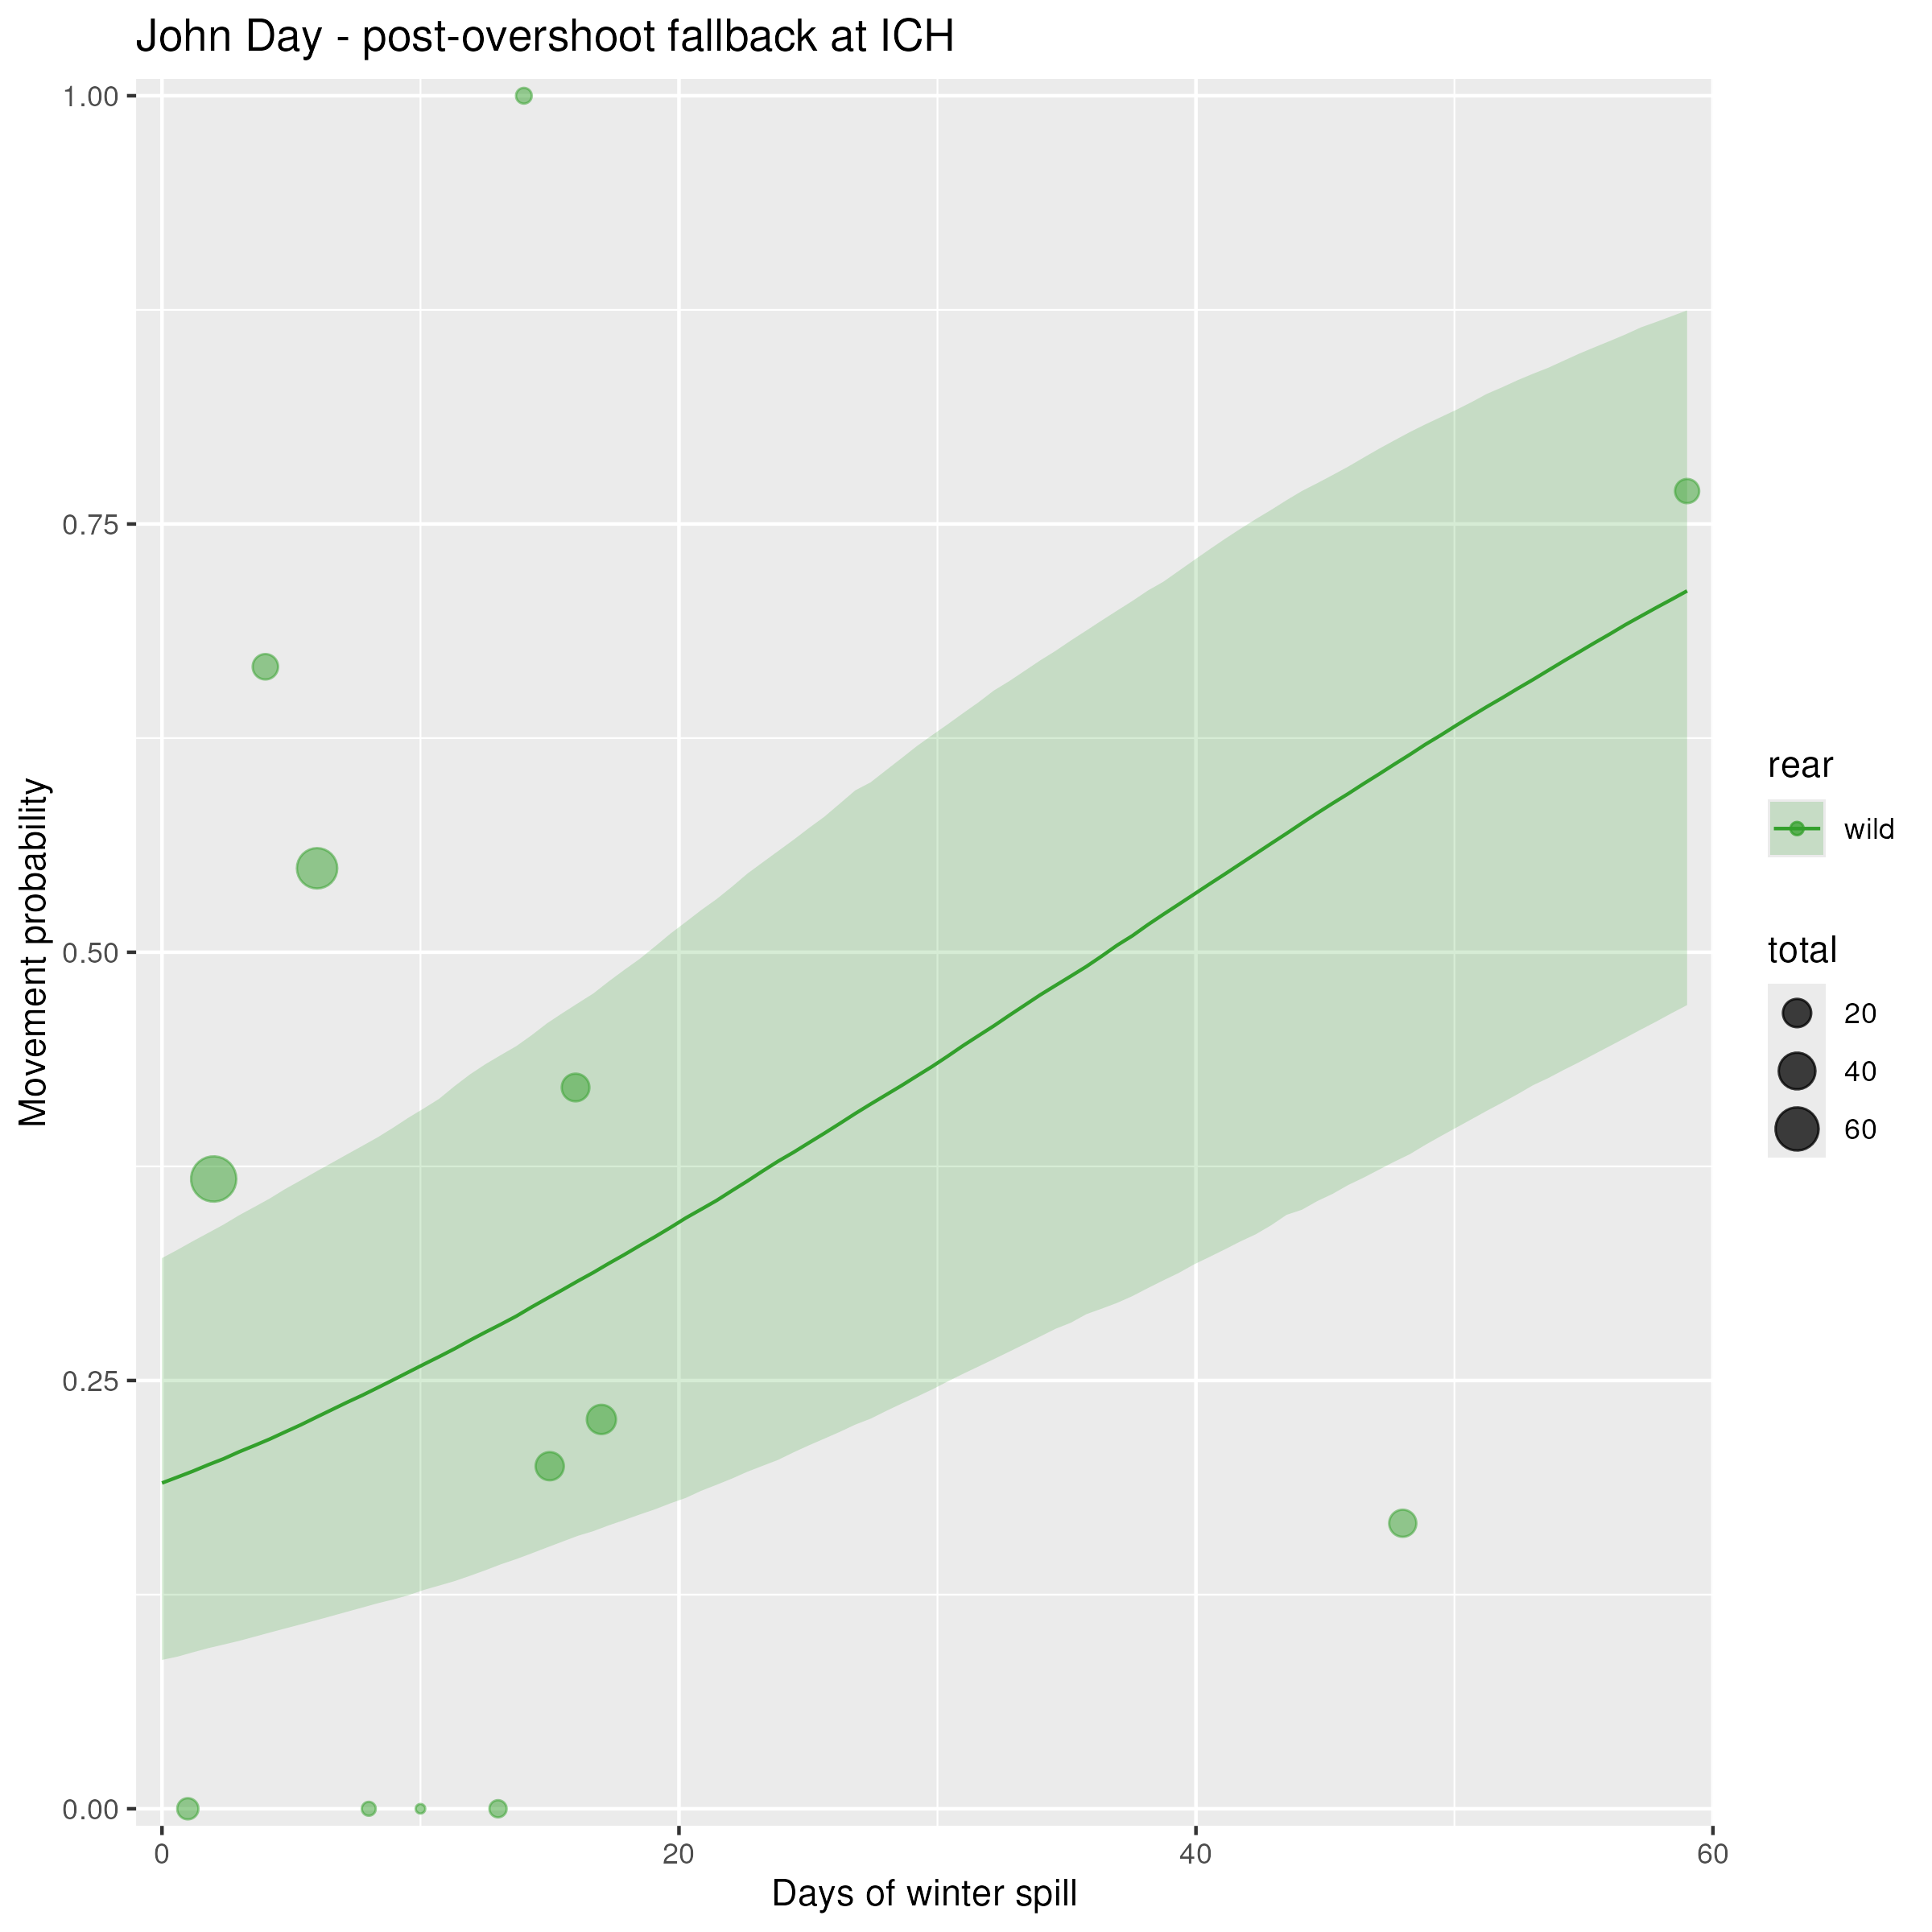 John Day - post-overshoot fallback at ICH
1.00
0.75
0.50
0.25
0.00
Movement probability
0
20
40
60
Days of winter spill
rear
wild
total
20
40
60